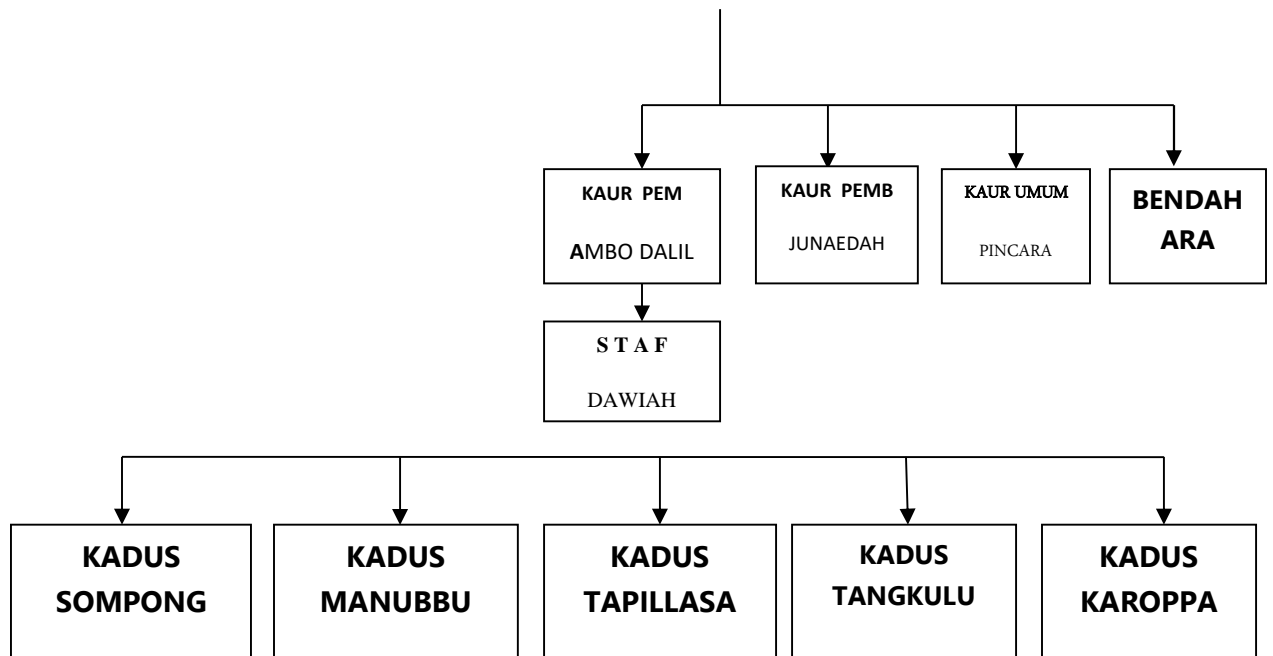 KAUR PEM
AMBO DALIL
KAUR PEMB
JUNAEDAH
KAUR UMUM
PINCARA
BENDAH
ARA
S T A F
DAWIAH
KADUS
SOMPONG
KADUS
MANUBBU
KADUS
TAPILLASA
KADUS
TANGKULU
KADUS
KAROPPA